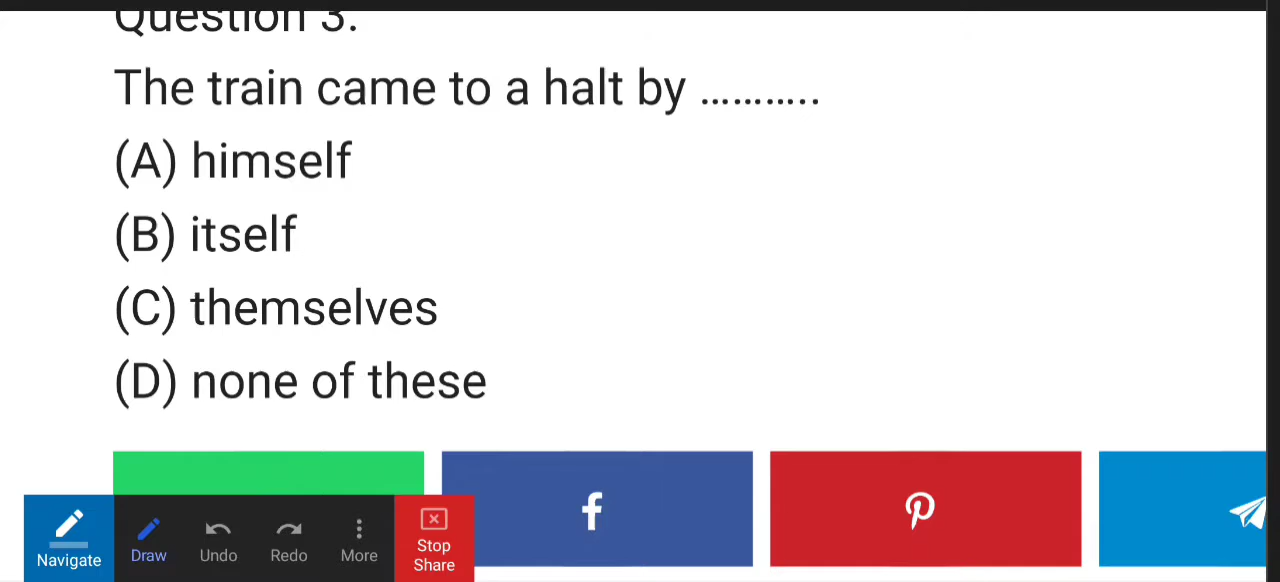 Question 3.
The train came to a halt by ………..
(A) himself
(B) itself
(C) themselves
(D) none of these
Navigate
Draw
Undo
Redo
More
Stop
Share